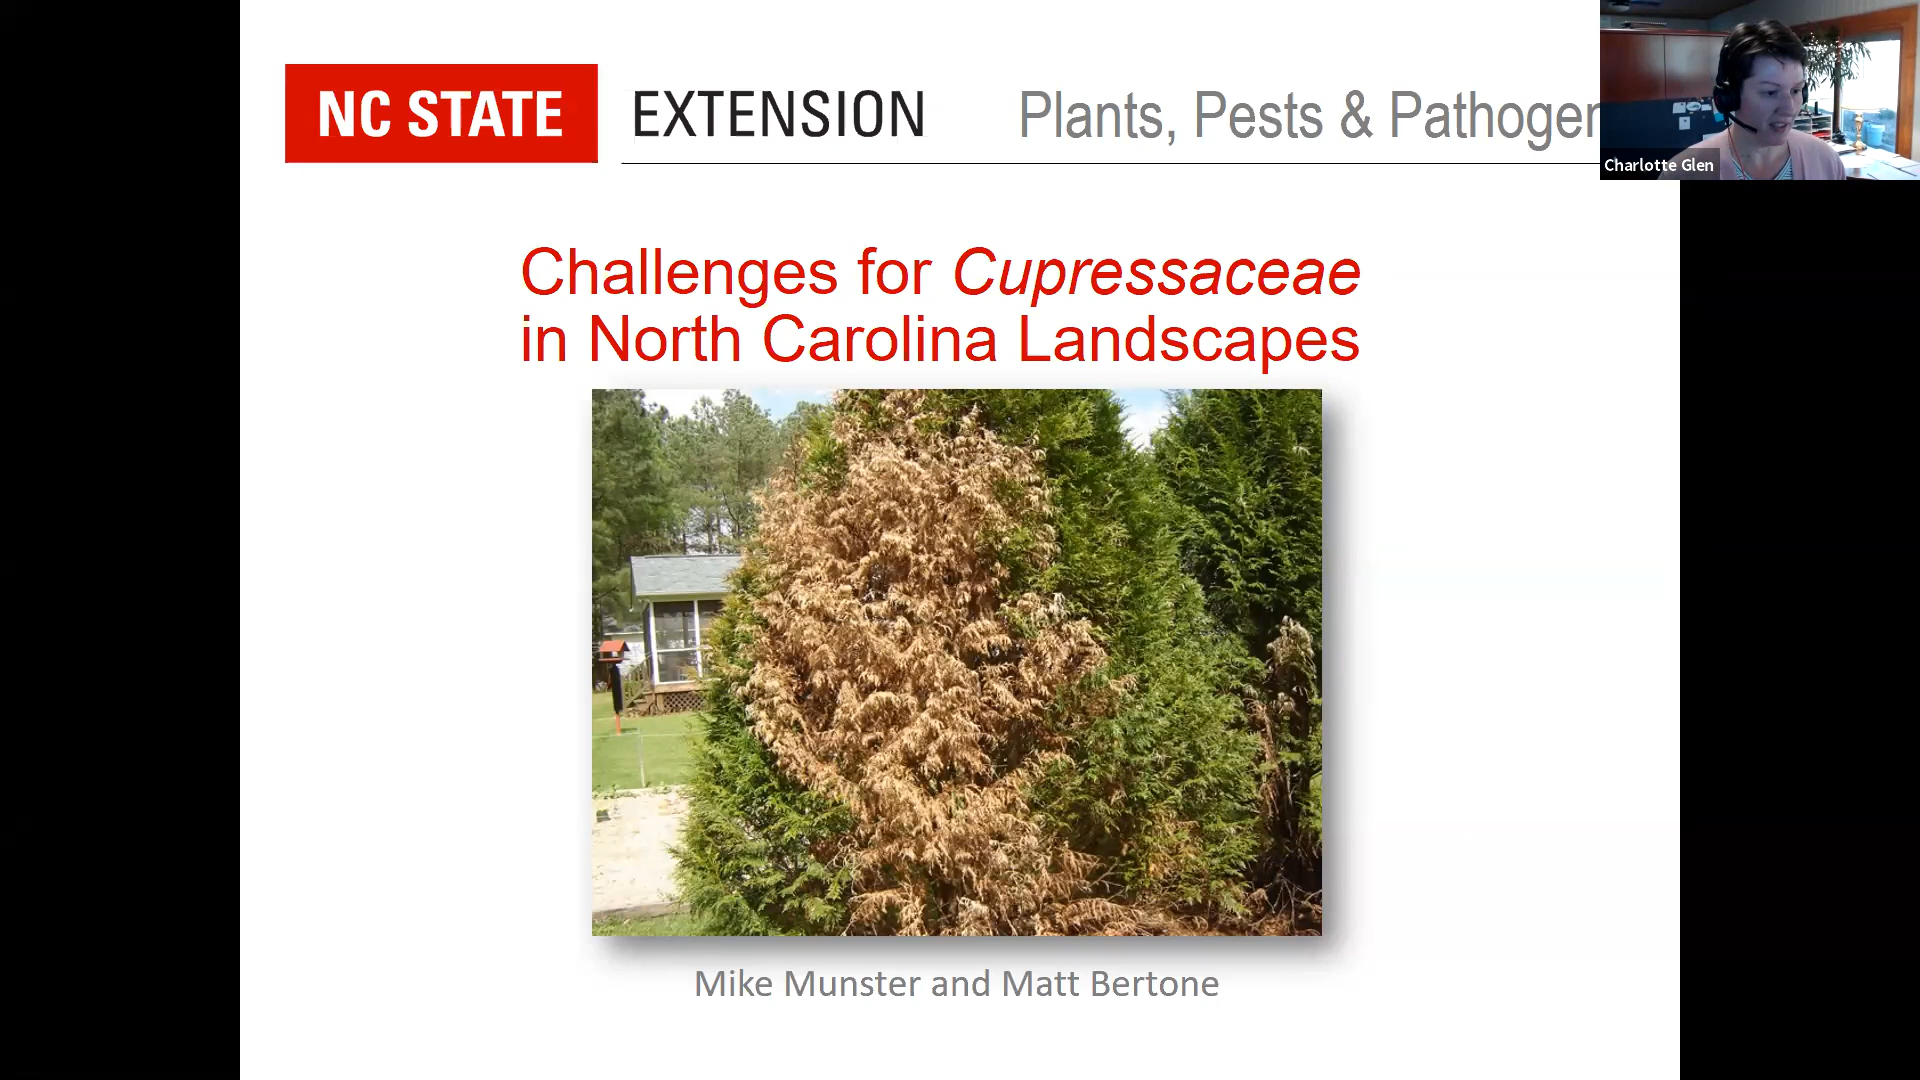 NC STATE EXTENSION Plants, Pests & Pathogen
Charlotte Glen
Challenges for Cupressaceae
in North Carolina Landscapes
Mike Munster and Matt Bertone